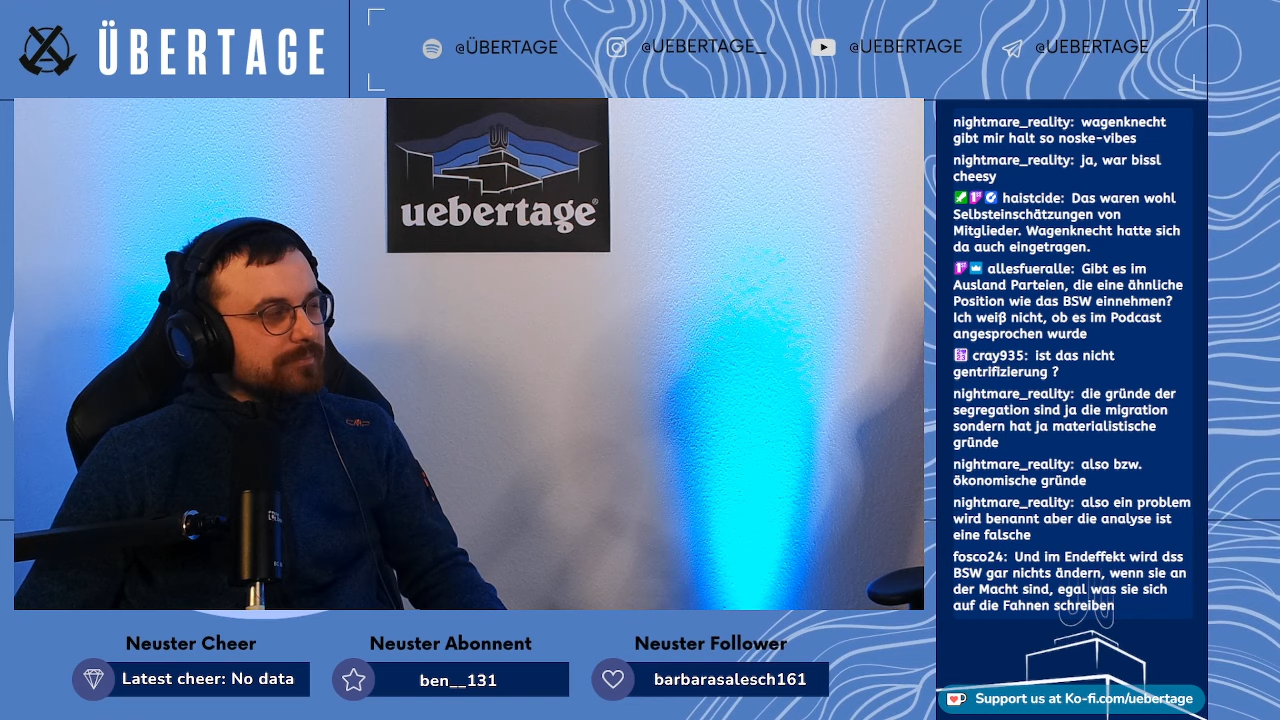 ÜBERTAGE
@ÜBERTAGE
@UEBERTAGE_
@UEBERTAGE
@UEBERTAGE
uebertage®
nightmare_reality: wagenknecht
gibt mir halt so noske-vibes
nightmare_reality: ja, war bissl
cheesy
haistcide: Das waren wohl
Selbsteinschätzungen von
Mitglieder. Wagenknecht hatte sich
da auch eingetragen.
allesfueralle: Gibt es im
Ausland Parteien, die eine ähnliche
Position wie das BSW einnehmen?
Ich weiß nicht, ob es im Podcast
angesprochen wurde
cray935: ist das nicht
gentrifizierung ?
nightmare_reality: die gründe der
segregation sind ja die migration
sondern hat ja materialistische
gründe
nightmare_reality: also bzw.
ökonomische gründe
nightmare_reality: also ein problem
wird benannt aber die analyse ist
eine falsche
fosco24: Und im Endeffekt wird dss
BSW gar nichts ändern, wenn sie an
der Macht sind, egal was sie sich
auf die Fahnen schreiben
Neuster Cheer
Latest cheer: No data
Neuster Abonnent
ben__131
Neuster Follower
barbarasalesch161
Support us at Ko-fi.com/uebertage